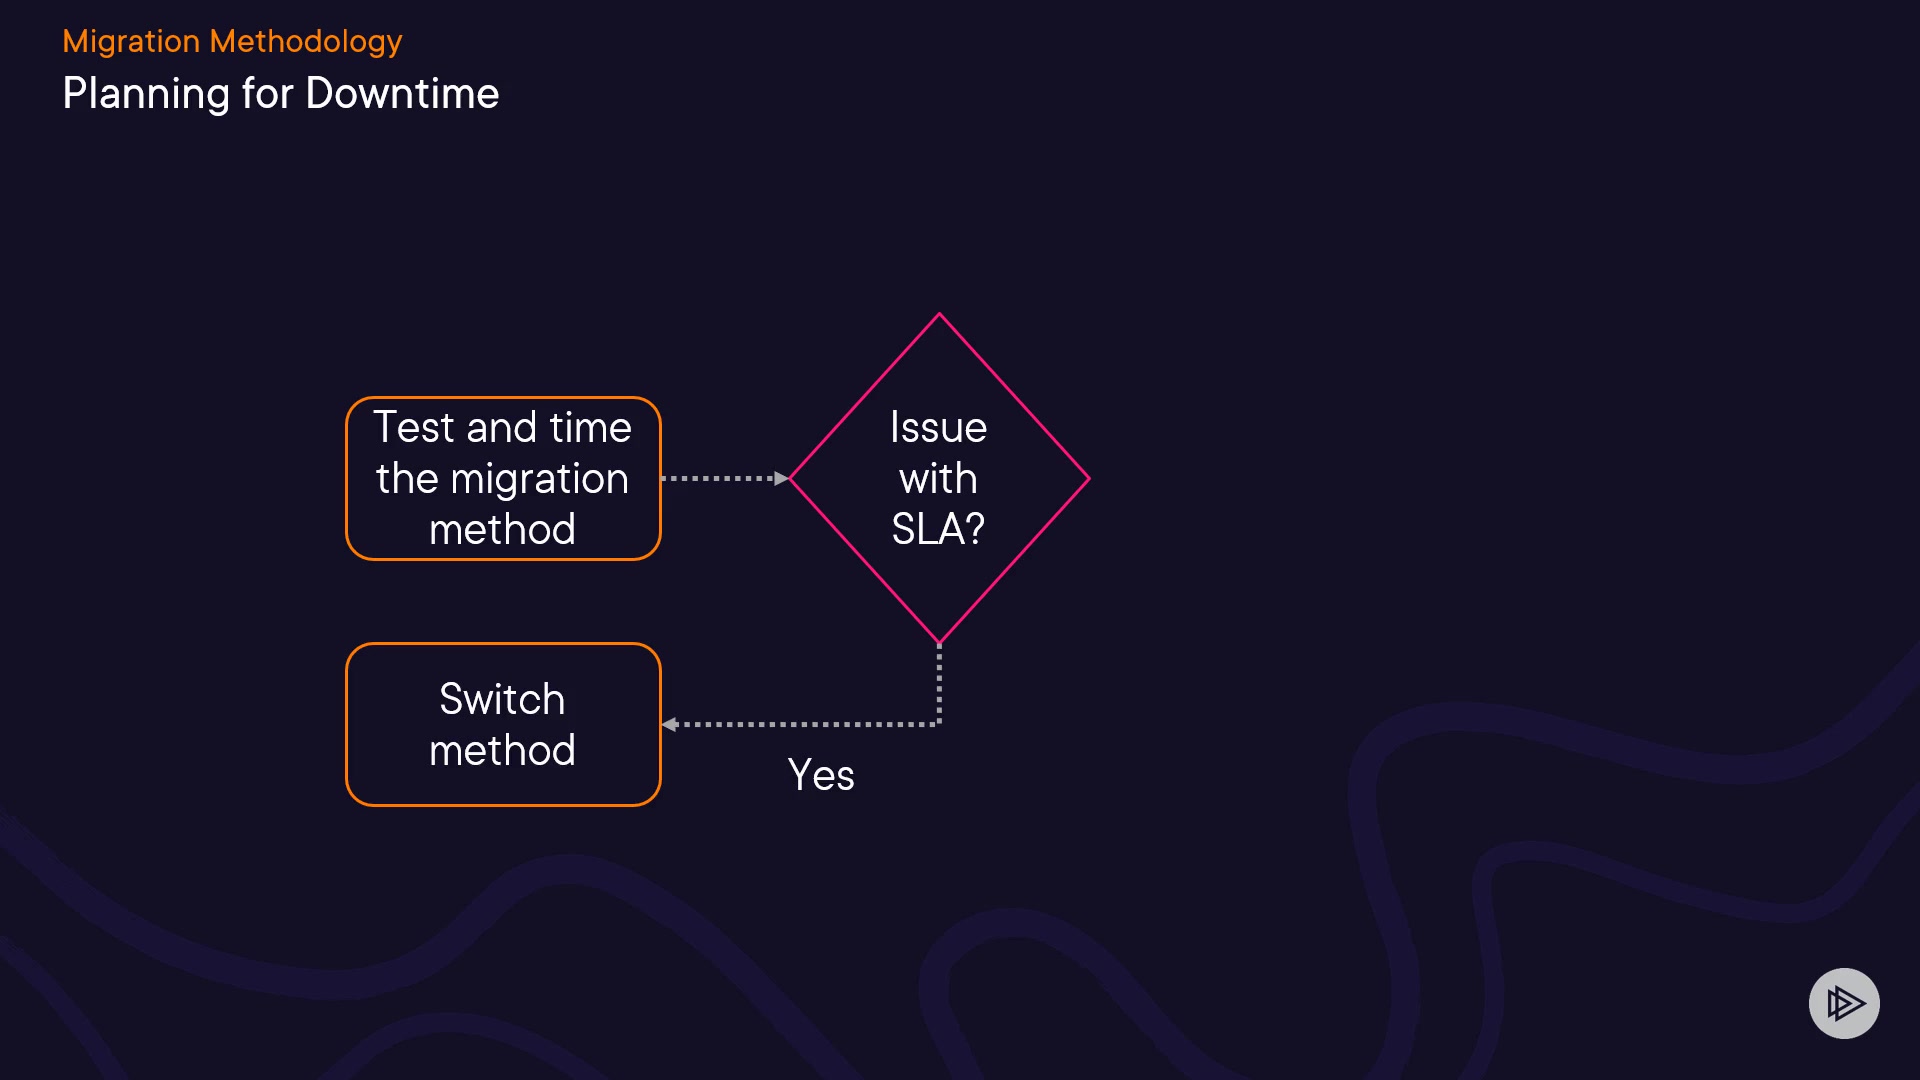 Migration Methodology
Planning for Downtime
Test and time
the migration
method
Issue
with
SLA?
Switch
method
Yes